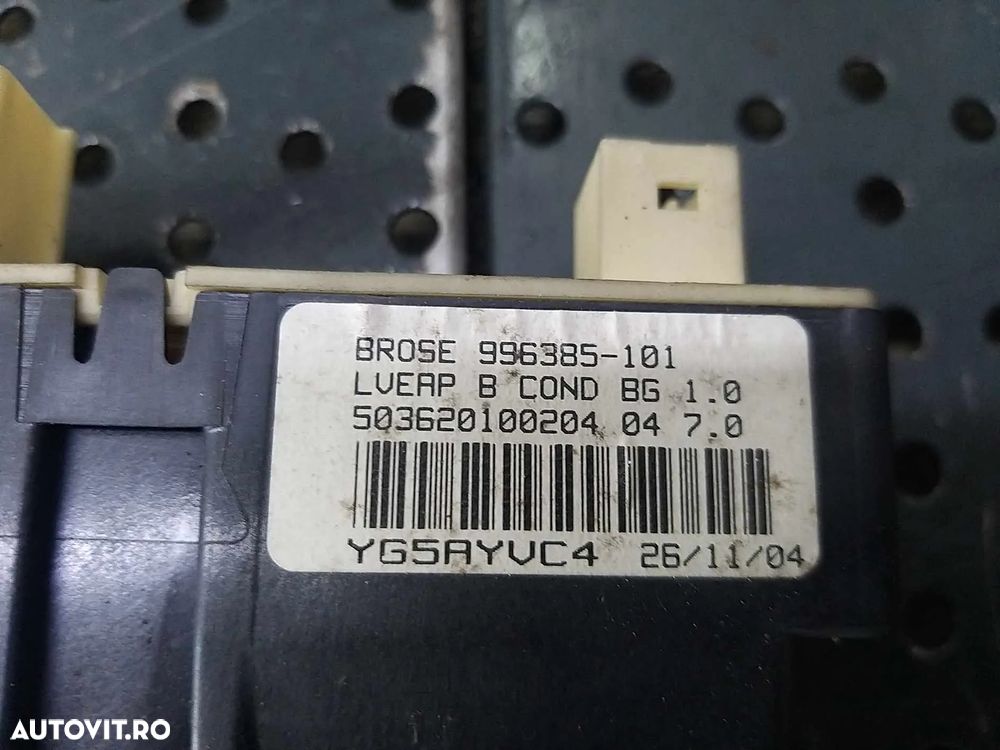 BROSE 996385-101
LVEAP B COND BG 1.0
503620100204 04 7.0
YG5AYVC4 26/11/04
AUTOVIT.RO